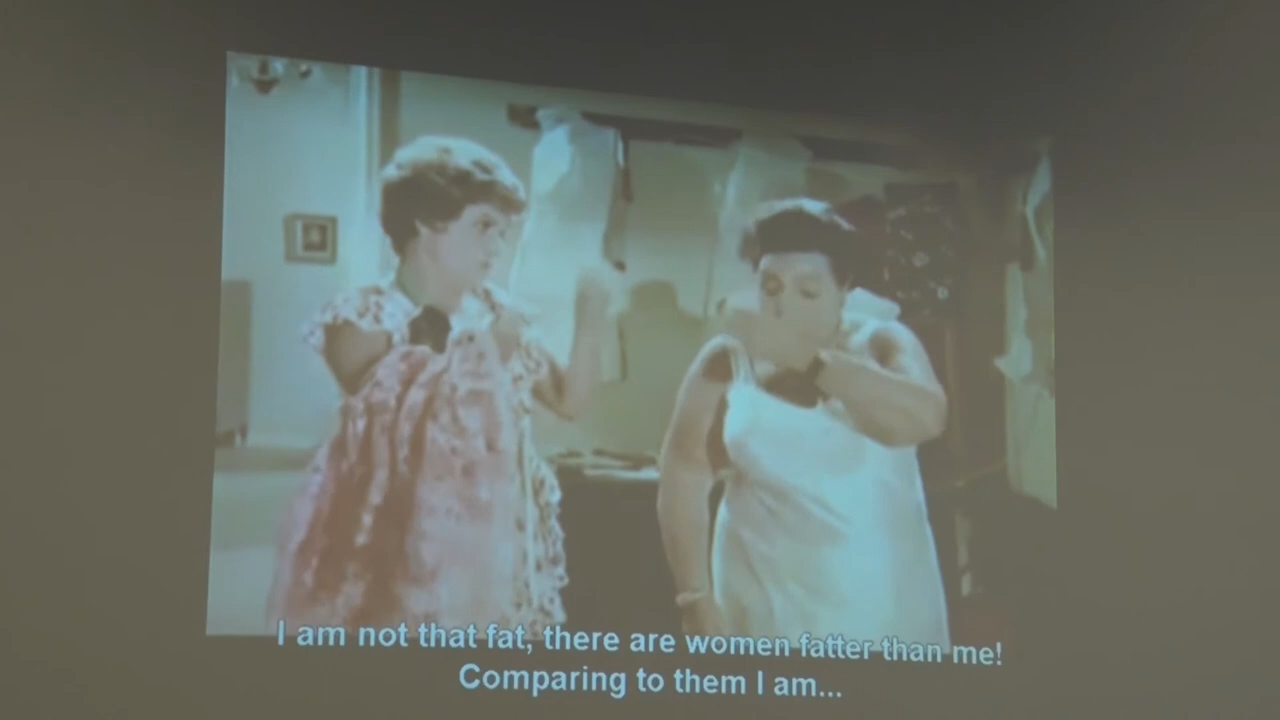 I am not that fat, there are women fatter than me!
Comparing to them I am...